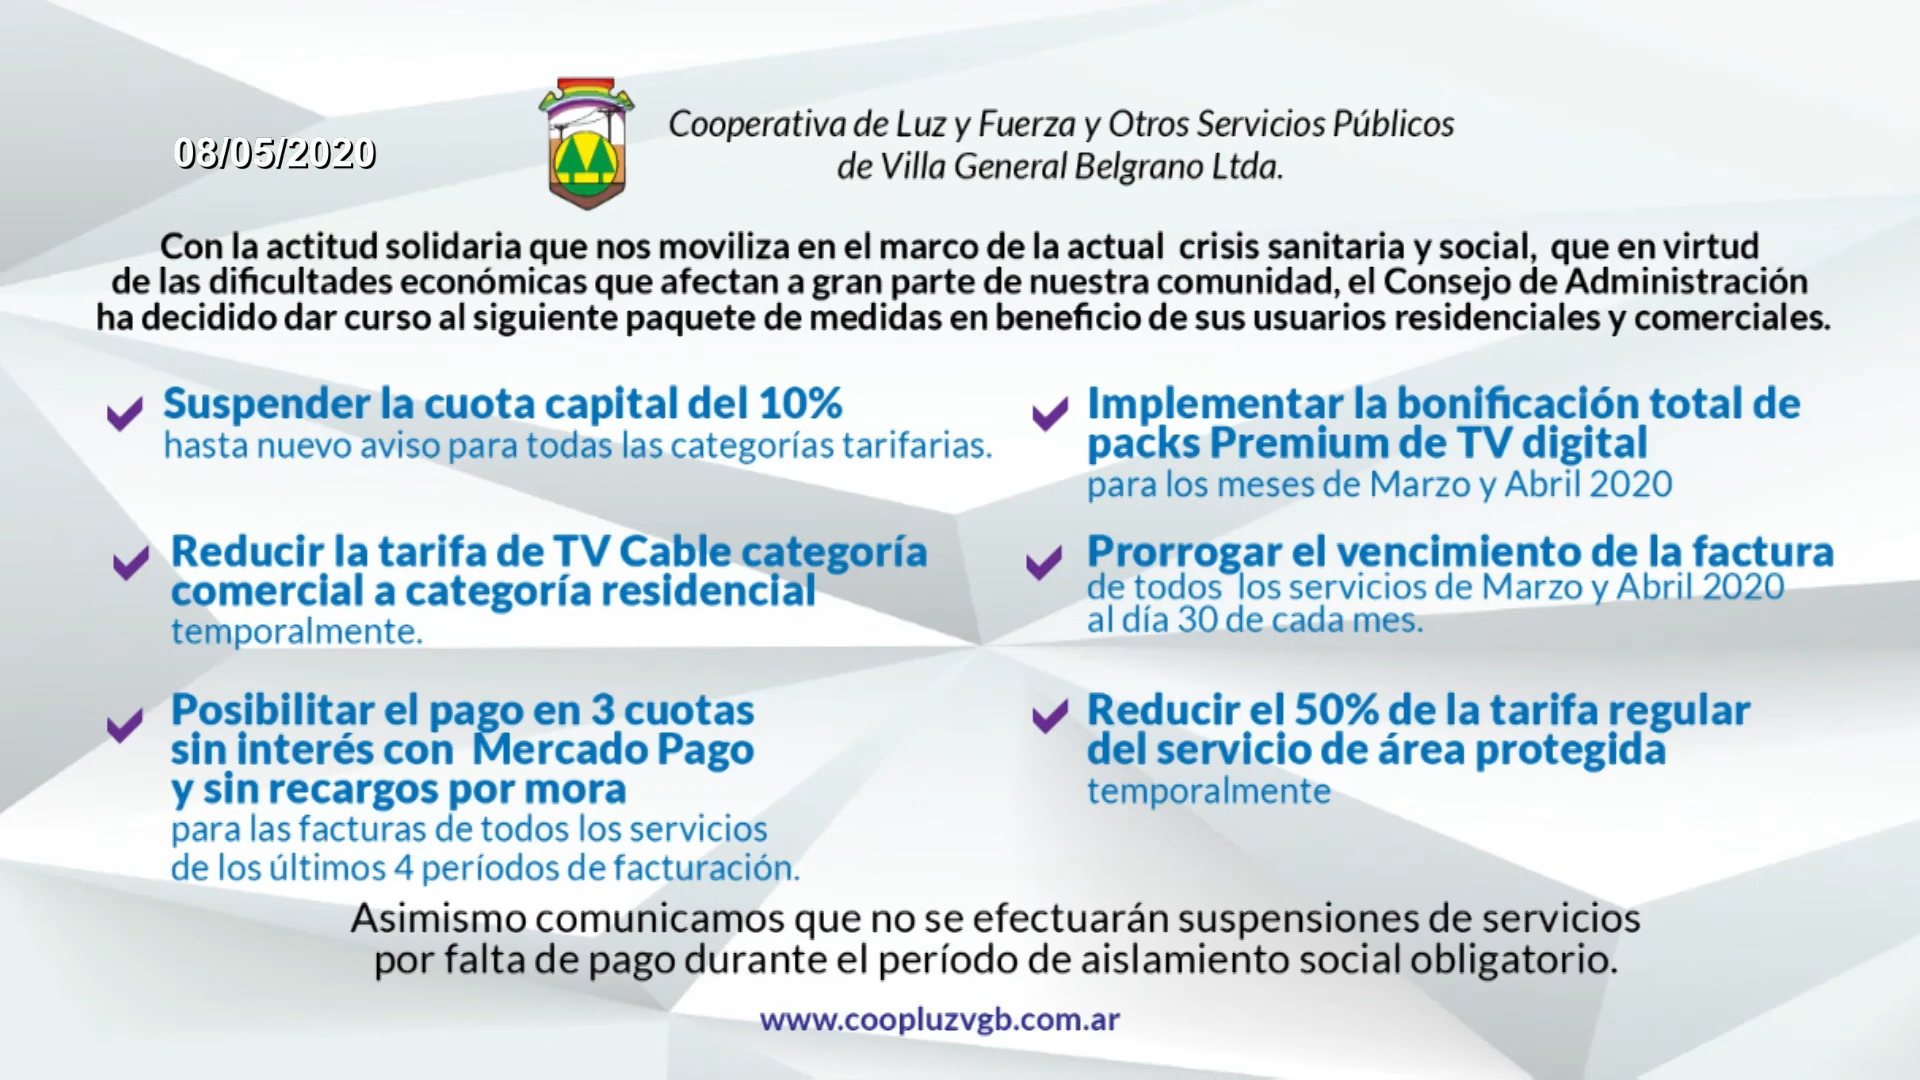 08/05/2020
Cooperativa de Luz y Fuerza y Otros Servicios Públicos
de Villa General Belgrano Ltda.
Con la actitud solidaria que nos moviliza en el marco de la actual crisis sanitaria y social, que en virtud
de las dificultades económicas que afectan a gran parte de nuestra comunidad, el Consejo de Administración
ha decidido dar curso al siguiente paquete de medidas en beneficio de sus usuarios residenciales y comerciales.
Suspender la cuota capital del 10%
hasta nuevo aviso para todas las categorías tarifarias.
Reducir la tarifa de TV Cable categoría
comercial a categoría residencial
temporalmente.
Posibilitar el pago en 3 cuotas
sin interés con Mercado Pago
y sin recargos por mora
para las facturas de todos los servicios
de los últimos 4 períodos de facturación.
Implementar la bonificación total de
packs Premium de TV digital
para los meses de Marzo y Abril 2020
Prorrogar el vencimiento de la factura
de todos los servicios de Marzo y Abril 2020
al día 30 de cada mes.
Reducir el 50% de la tarifa regular
del servicio de área protegida
temporalmente
Asimismo comunicamos que no se efectuarán suspensiones de servicios
por falta de pago durante el período de aislamiento social obligatorio.
www.coopluzvgb.com.ar